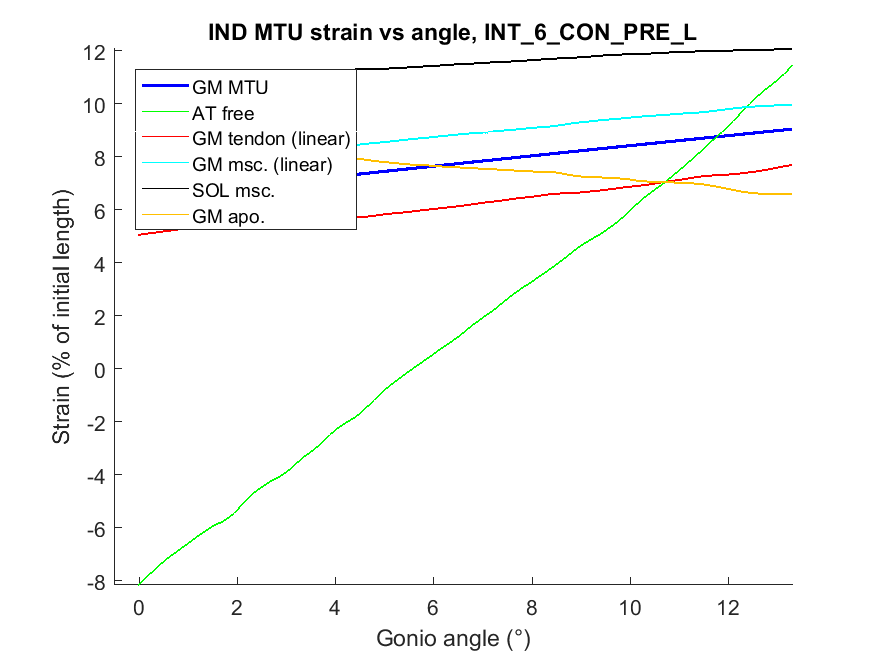 IND MTU strain vs angle, INT_6_CON_PRE_L
12
10
8
6
4
2
0
-2
-4
-6
-8
Strain (% of initial length)
GM MTU
AT free
GM tendon (linear)
GM msc. (linear)
SOL msc.
GM apo.
0 2 4 6 8 10 12
Gonio angle (°)